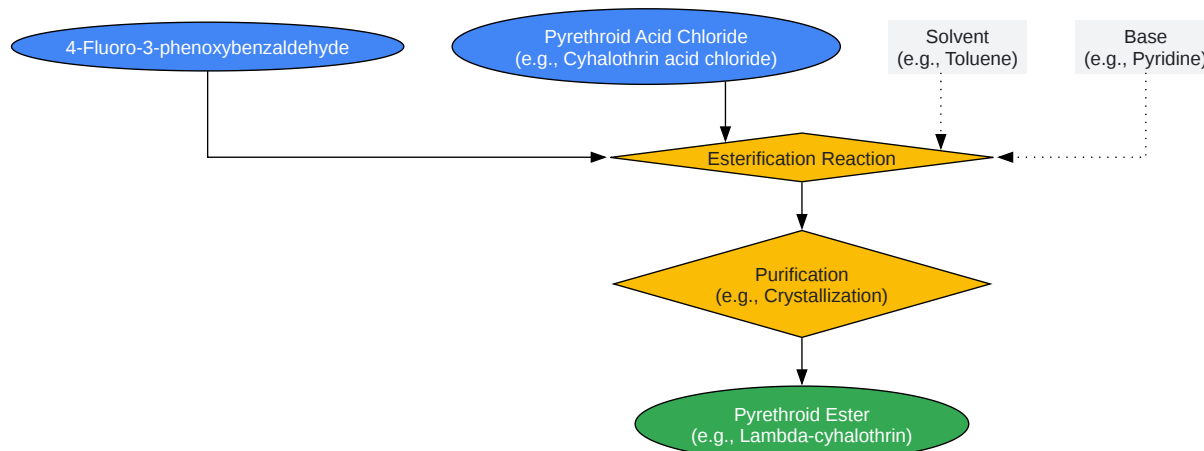 4-Fluoro-3-phenoxybenzaldehyde
Pyrethroid Acid Chloride
(e.g., Cyhalothrin acid chloride)
Solvent
(e.g., Toluene)
Base
(e.g., Pyridine)
Esterification Reaction
Purification
(e.g., Crystallization)
Pyrethroid Ester
(e.g., Lambda-cyhalothrin)